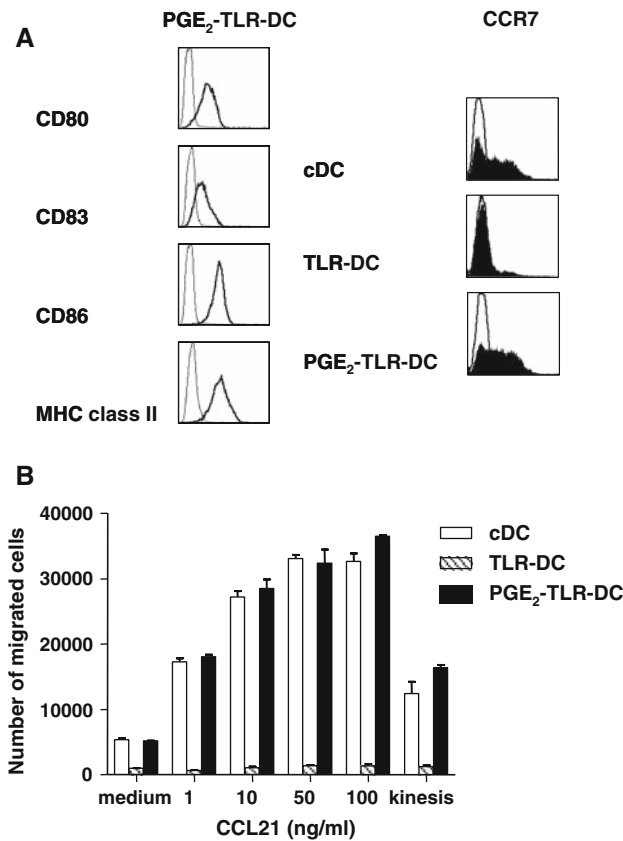 A
PGE₂-TLR-DC
CCR7
CD80
CD83
CD86
MHC class II
cDC
TLR-DC
PGE₂-TLR-DC
B
Number of migrated cells
40000
30000
20000
10000
0
medium 1 10 50 100 kinesis
CCL21 (ng/ml)
cDC
TLR-DC
PGE₂-TLR-DC